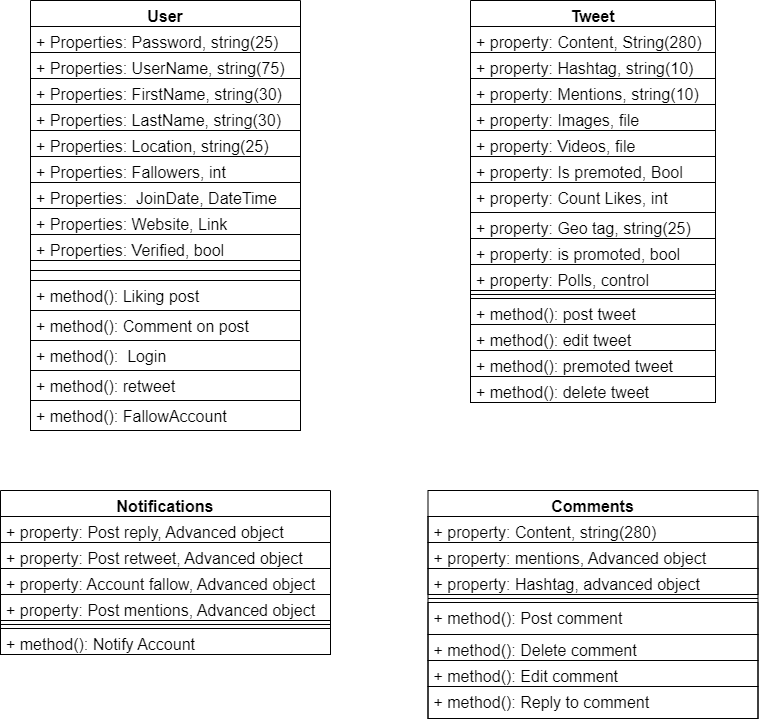 User
+ Properties: Password, string(25)
+ Properties: UserName, string(75)
+ Properties: FirstName, string(30)
+ Properties: LastName, string(30)
+ Properties: Location, string(25)
+ Properties: Fallowers, int
+ Properties:  JoinDate, DateTime
+ Properties: Website, Link
+ Properties: Verified, bool
+ method(): Liking post
+ method(): Comment on post
+ method():  Login
+ method(): retweet
+ method(): FallowAccount
Tweet
+ property: Content, String(280)
+ property: Hashtag, string(10)
+ property: Mentions, string(10)
+ property: Images, file
+ property: Videos, file
+ property: Is premoted, Bool
+ property: Count Likes, int
+ property: Geo tag, string(25)
+ property: is promoted, bool
+ property: Polls, control
+ method(): post tweet
+ method(): edit tweet
+ method(): premoted tweet
+ method(): delete tweet
Notifications
+ property: Post reply, Advanced object
+ property: Post retweet, Advanced object
+ property: Account fallow, Advanced object
+ property: Post mentions, Advanced object
+ method(): Notify Account
Comments
+ property: Content, string(280)
+ property: mentions, Advanced object
+ property: Hashtag, advanced object
+ method(): Post comment
+ method(): Delete comment
+ method(): Edit comment
+ method(): Reply to comment